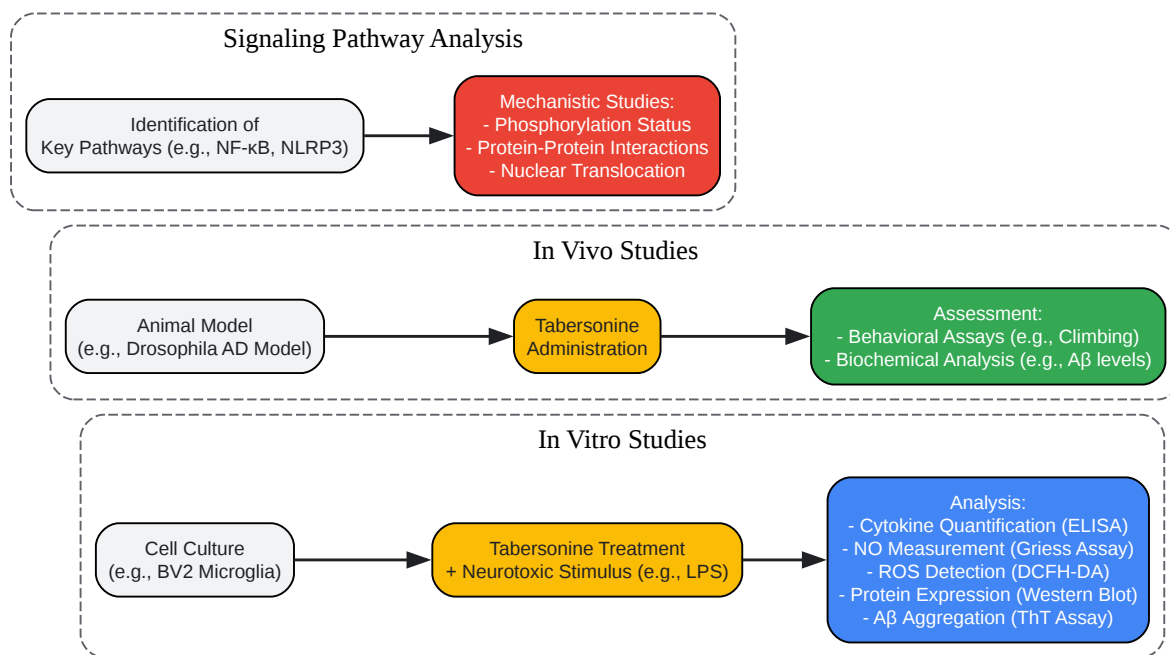 Signaling Pathway Analysis
Identification of
Key Pathways (e.g., NF-κB, NLRP3)
Mechanistic Studies:
- Phosphorylation Status
- Protein-Protein Interactions
- Nuclear Translocation
In Vivo Studies
Animal Model
(e.g., Drosophila AD Model)
Tabersonine
Administration
Assessment:
- Behavioral Assays (e.g., Climbing)
- Biochemical Analysis (e.g., Aβ levels)
In Vitro Studies
Cell Culture
(e.g., BV2 Microglia)
Tabersonine Treatment
+ Neurotoxic Stimulus (e.g., LPS)
Analysis:
- Cytokine Quantification (ELISA)
- NO Measurement (Griess Assay)
- ROS Detection (DCFH-DA)
- Protein Expression (Western Blot)
- Aβ Aggregation (ThT Assay)